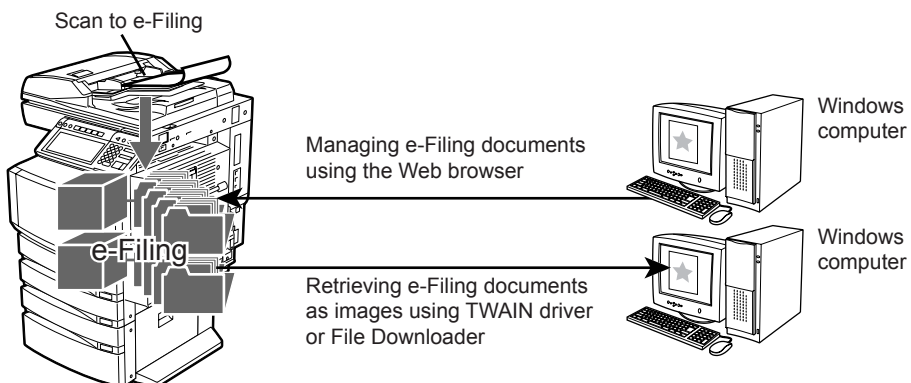 Scan to e-Filing
Managing e-Filing documents
using the Web browser
Windows
computer
e-Filing
Retrieving e-Filing documents
as images using TWAIN driver
or File Downloader
Windows
computer